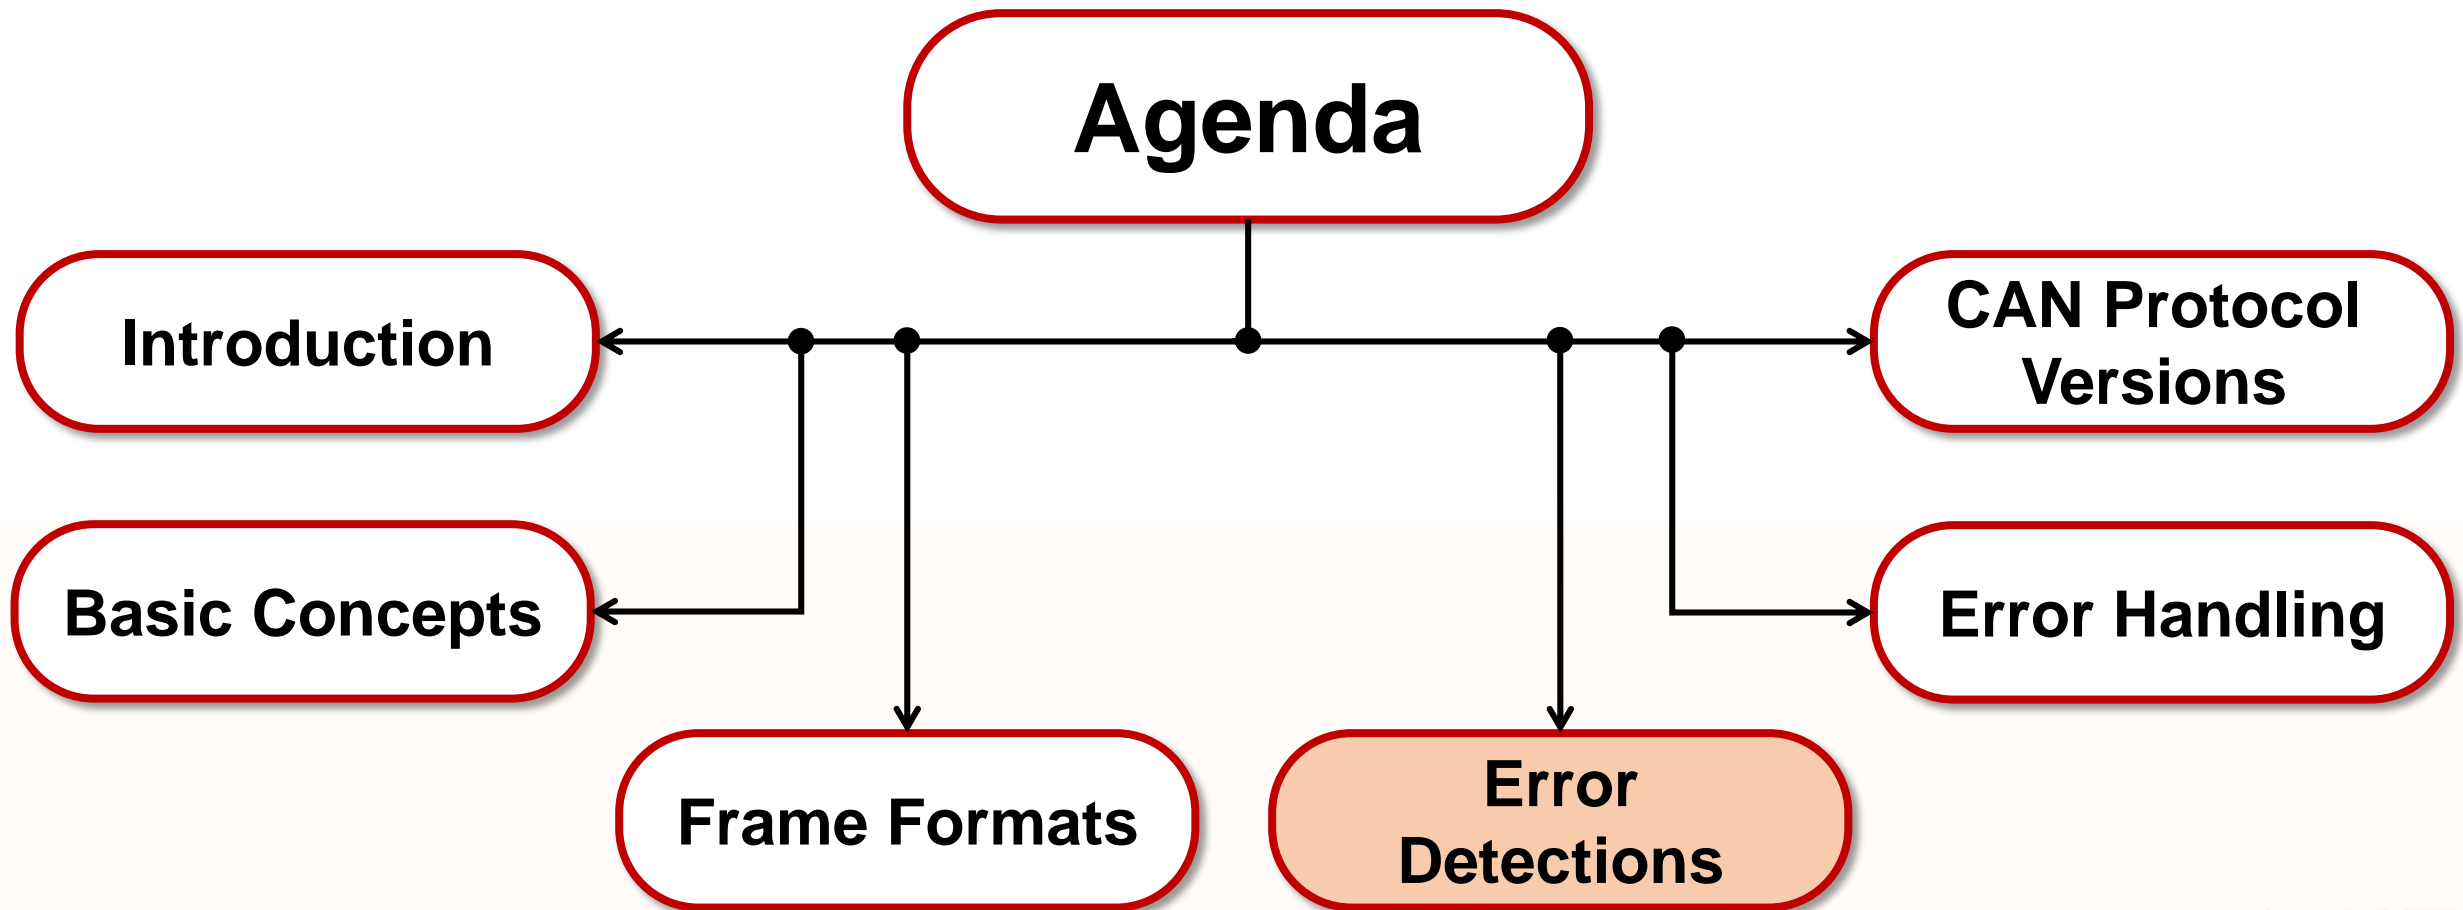 Agenda
Introduction
CAN Protocol
Versions
Basic Concepts
Error Handling
Frame Formats
Error
Detections